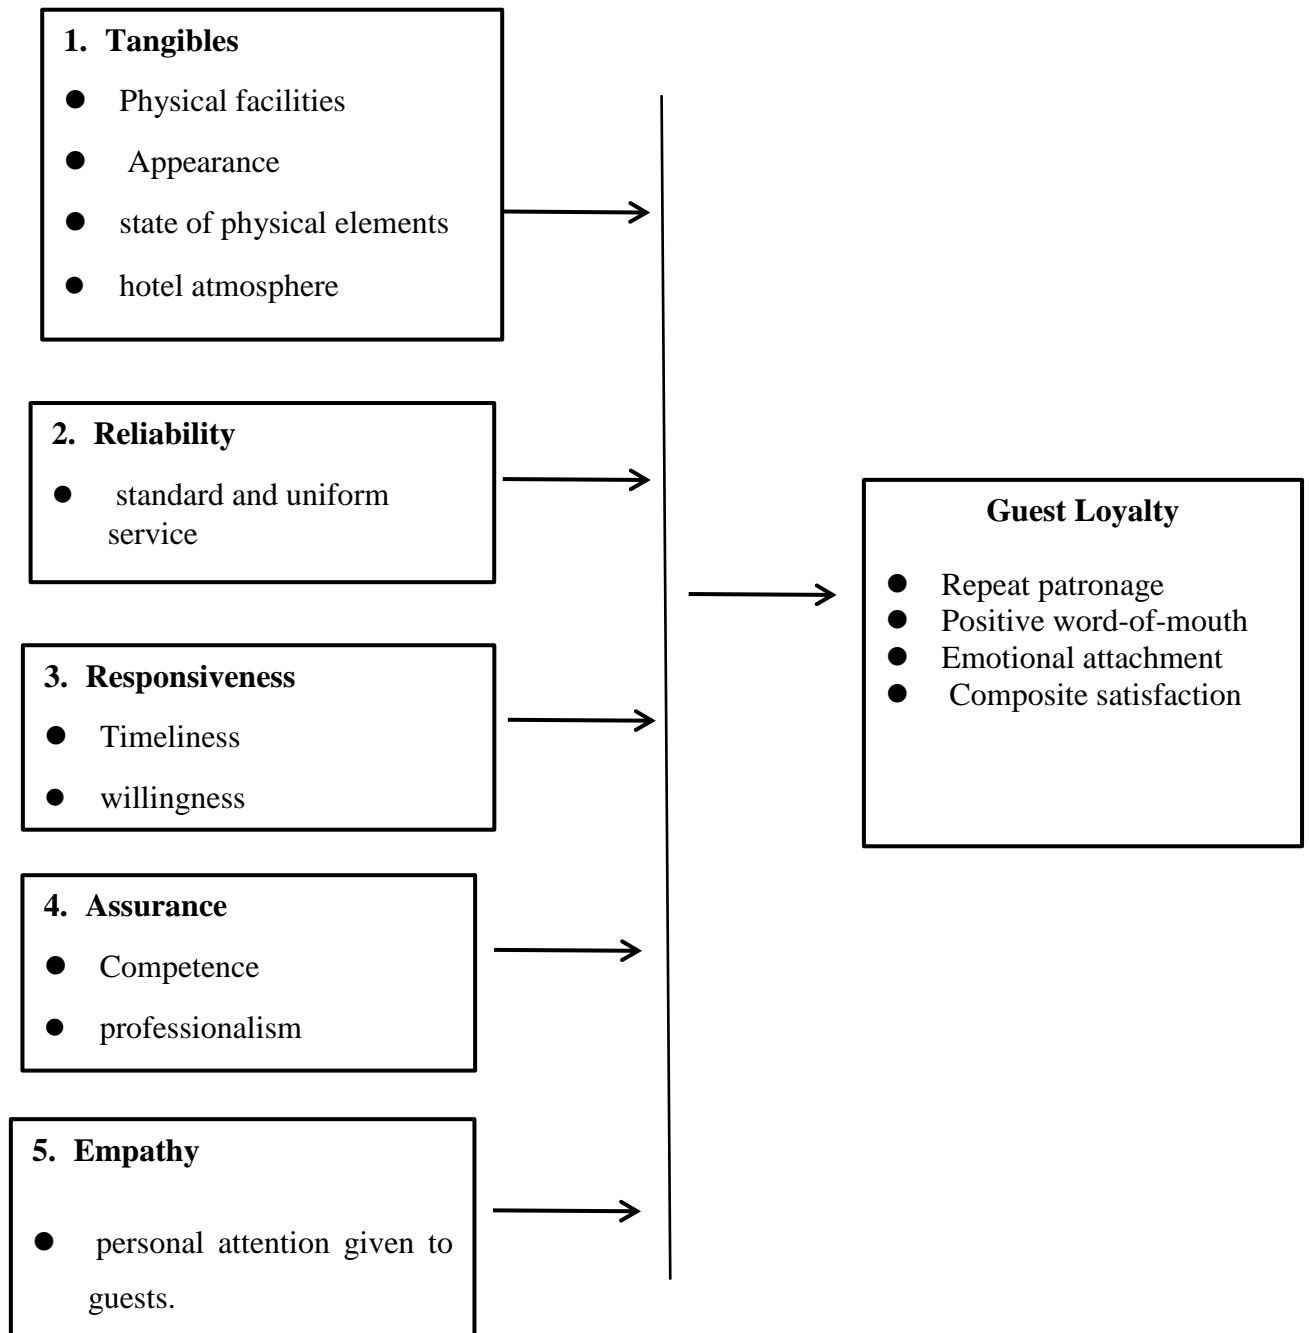 1. Tangibles
● Physical facilities
● Appearance
● state of physical elements
● hotel atmosphere
2. Reliability
● standard and uniform
service
3. Responsiveness
● Timeliness
● willingness
4. Assurance
● Competence
● professionalism
5. Empathy
● personal attention given to
guests.
Guest Loyalty
● Repeat patronage
● Positive word-of-mouth
● Emotional attachment
● Composite satisfaction